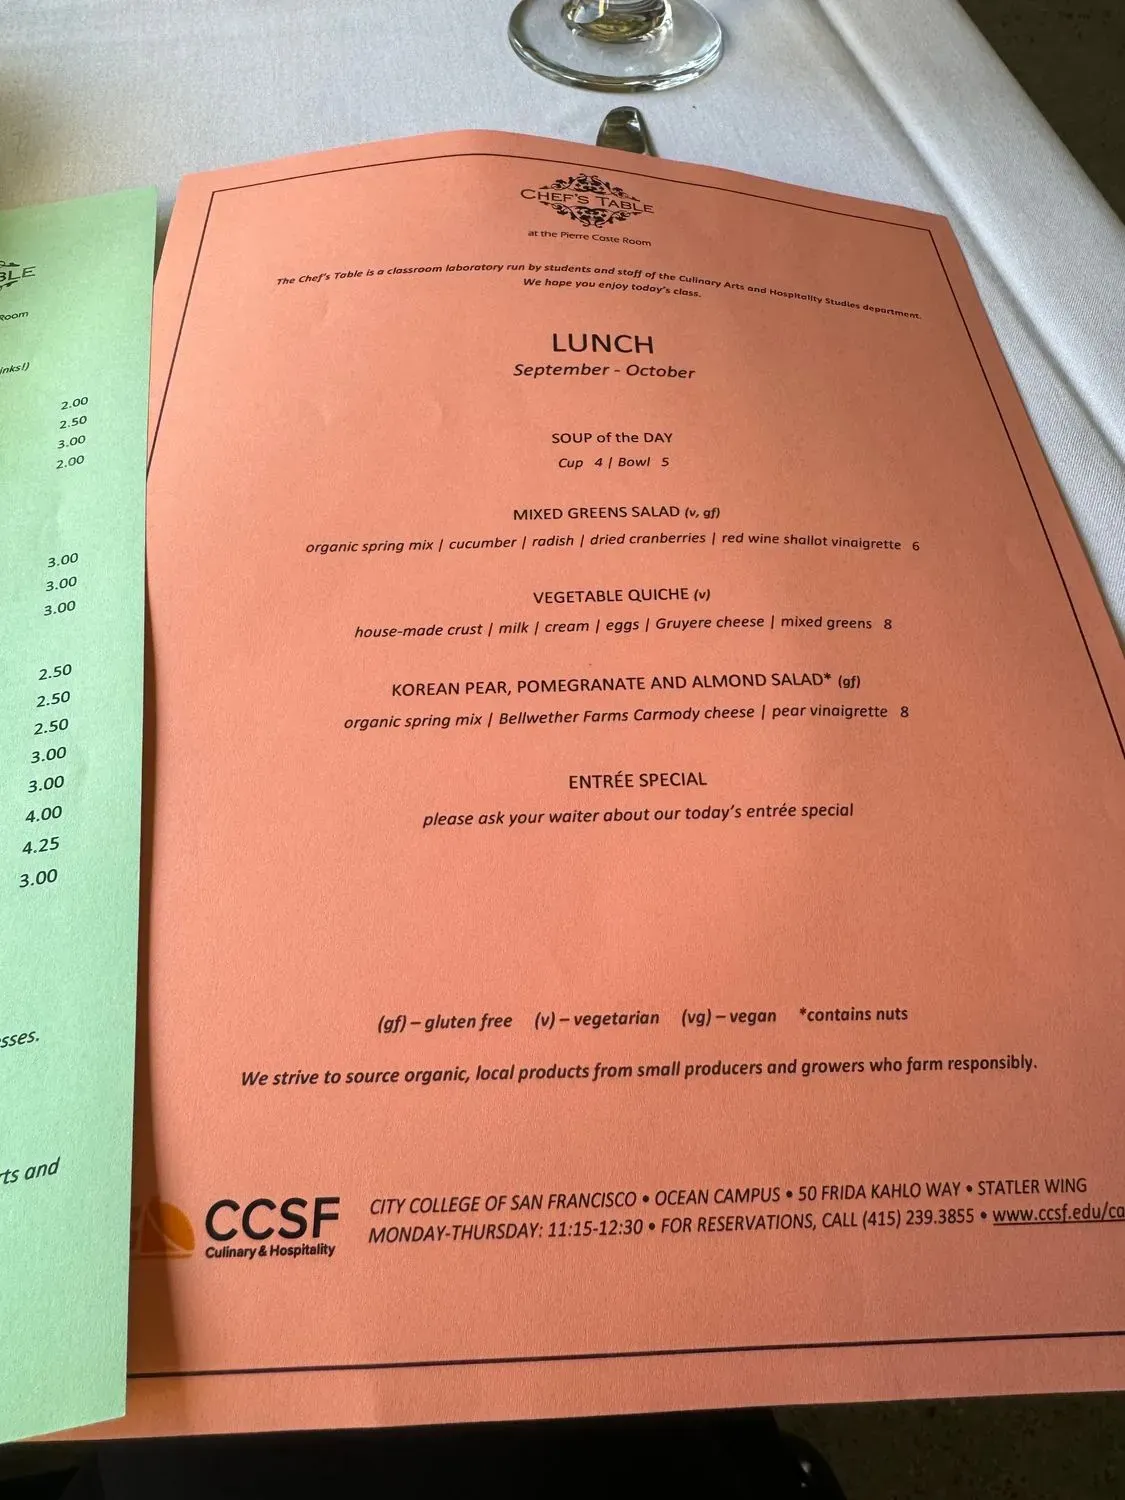 BLE
Room
inks!)
2.00
2.50
3.00
2.00
3.00
3.00
3.00
2.50
2.50
2.50
3.00
3.00
4.00
4.25
3.00
sses.
rts and
CHEF'S TABLE
at the Pierre Coste Room
The Chef's Table is a classroom laboratory run by students and staff of the Culinary Arts and Hospitality Studies department.
We hope you enjoy today's class.
LUNCH
September - October
SOUP of the DAY
Cup 4 | Bowl 5
MIXED GREENS SALAD (v, gf)
organic spring mix | cucumber | radish | dried cranberries | red wine shallot vinaigrette 6
VEGETABLE QUICHE (v)
house-made crust | milk | cream | eggs | Gruyere cheese | mixed greens 8
KOREAN PEAR, POMEGRANATE AND ALMOND SALAD* (gf)
organic spring mix | Bellwether Farms Carmody cheese | pear vinaigrette 8
ENTRÉE SPECIAL
please ask your waiter about our today's entrée special
(gf) – gluten free (v) – vegetarian (vg) – vegan *contains nuts
We strive to source organic, local products from small producers and growers who farm responsibly.
CCSF
Culinary & Hospitality
CITY COLLEGE OF SAN FRANCISCO • OCEAN CAMPUS • 50 FRIDA KAHLO WAY • STATLER WING
MONDAY-THURSDAY: 11:15-12:30 • FOR RESERVATIONS, CALL (415) 239.3855 • www.ccsf.edu/ca